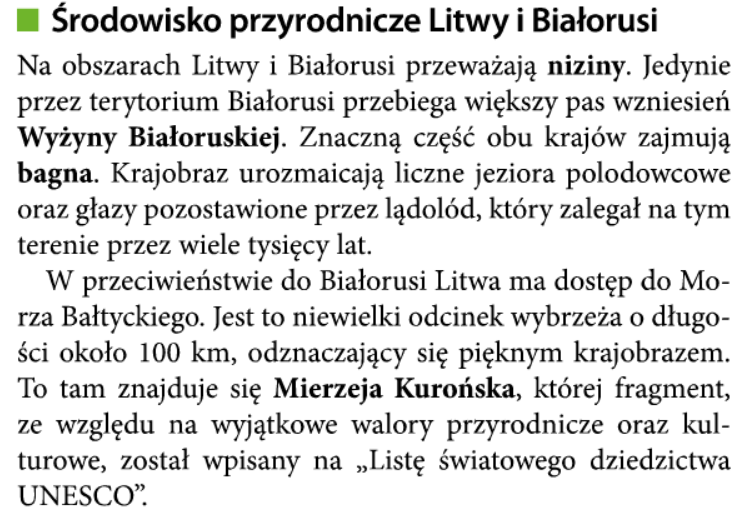 Środowisko przyrodnicze Litwy i Białorusi
Na obszarach Litwy i Białorusi przeważają niziny. Jedynie
przez terytorium Białorusi przebiega większy pas wzniesień
Wyżyny Białoruskiej. Znaczną część obu krajów zajmują
bagna. Krajobraz urozmaicają liczne jeziora polodowcowe
oraz głazy pozostawione przez lądolód, który zalegał na tym
terenie przez wiele tysięcy lat.
W przeciwieństwie do Białorusi Litwa ma dostęp do Mo-
rza Bałtyckiego. Jest to niewielki odcinek wybrzeża o długo-
ści około 100 km, odznaczający się pięknym krajobrazem.
To tam znajduje się Mierzeja Kurońska, której fragment,
ze względu na wyjątkowe walory przyrodnicze oraz kul-
turowe, został wpisany na „Listę światowego dziedzictwa
UNESCO”.